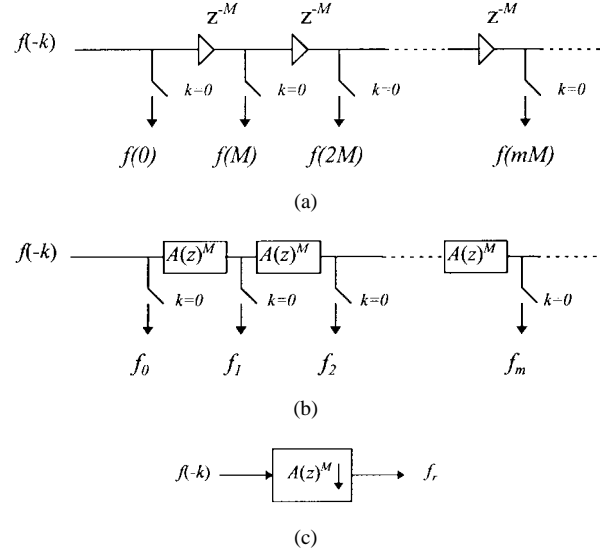 z^{-M} z^{-M} z^{-M}
f(-k)
k=0 k=0 k=0 k=0
f(0) f(M) f(2M) f(mM)
(a)
f(-k) A(z)^M A(z)^M A(z)^M
k=0 k=0 k=0 k=0
f_0 f_1 f_2 f_m
(b)
f(-k) A(z)^M f_r
(c)